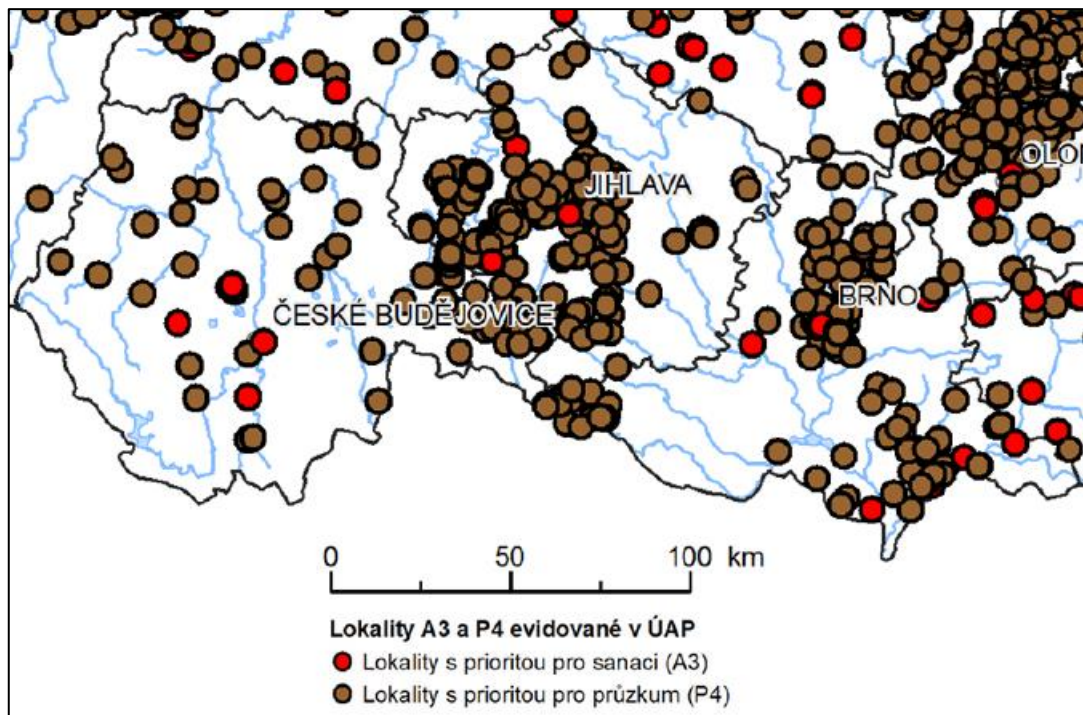 OLOM
JIHLAVA
BRNO
ČESKÉ BUDĚJOVICE
0 50 100 km
Lokality A3 a P4 evidované v ÚAP
Lokality s prioritou pro sanaci (A3)
Lokality s prioritou pro průzkum (P4)